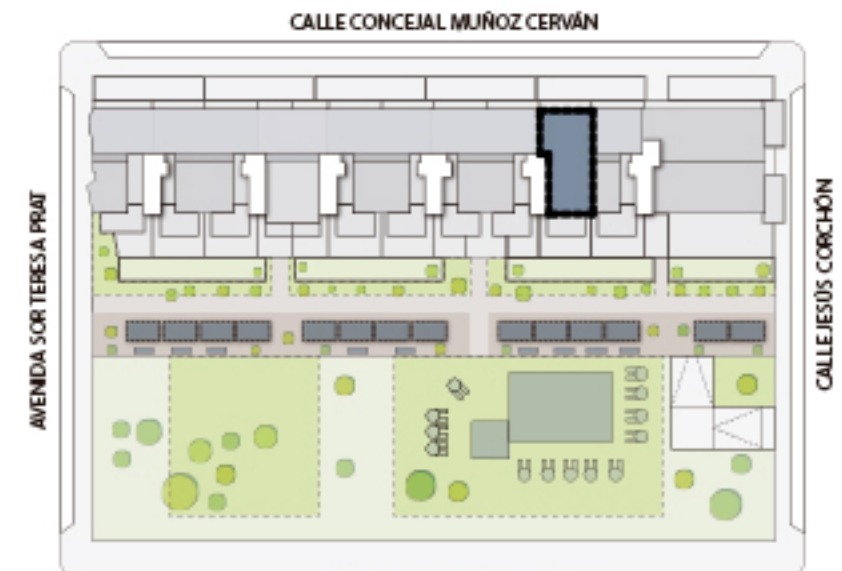 CALLE CONCEJAL MUÑOZ CERVÁN
AVENIDA SOR TERESA PRAT
CALLE JESÚS CORCHÓN